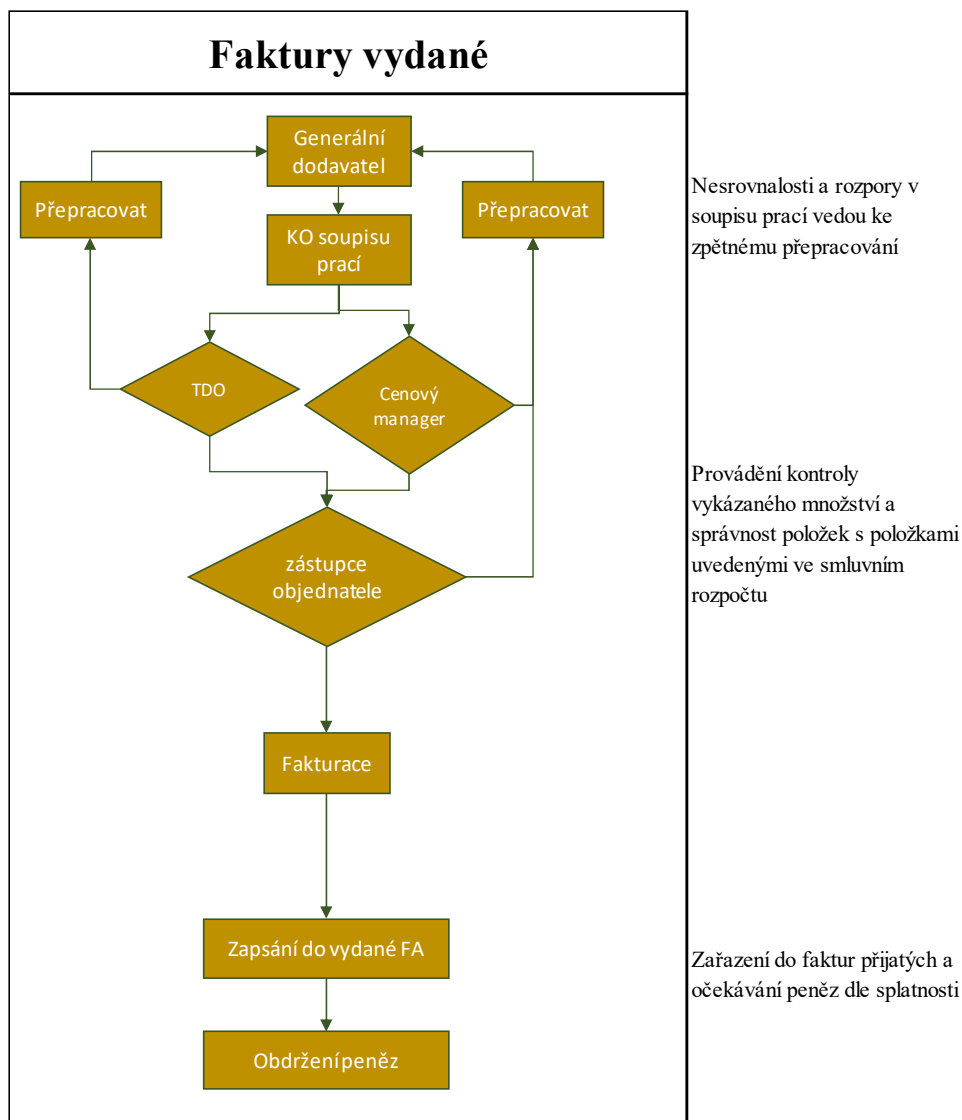 Faktury vydané
Generální
dodavatel
Přepracovat
Přepracovat
KO soupisu
prací
Nesrovnalosti a rozpory v
soupisu prací vedou ke
zpětnému přepracování
TDO
Cenový
manager
zástupce
objednatele
Provádění kontroly
vykázaného množství a
správnost položek s položkami
uvedenými ve smluvním
rozpočtu
Fakturace
Zapsání do vydané FA
Zařazení do faktur přijatých a
očekávání peněz dle splatnosti
Obdržení peněz